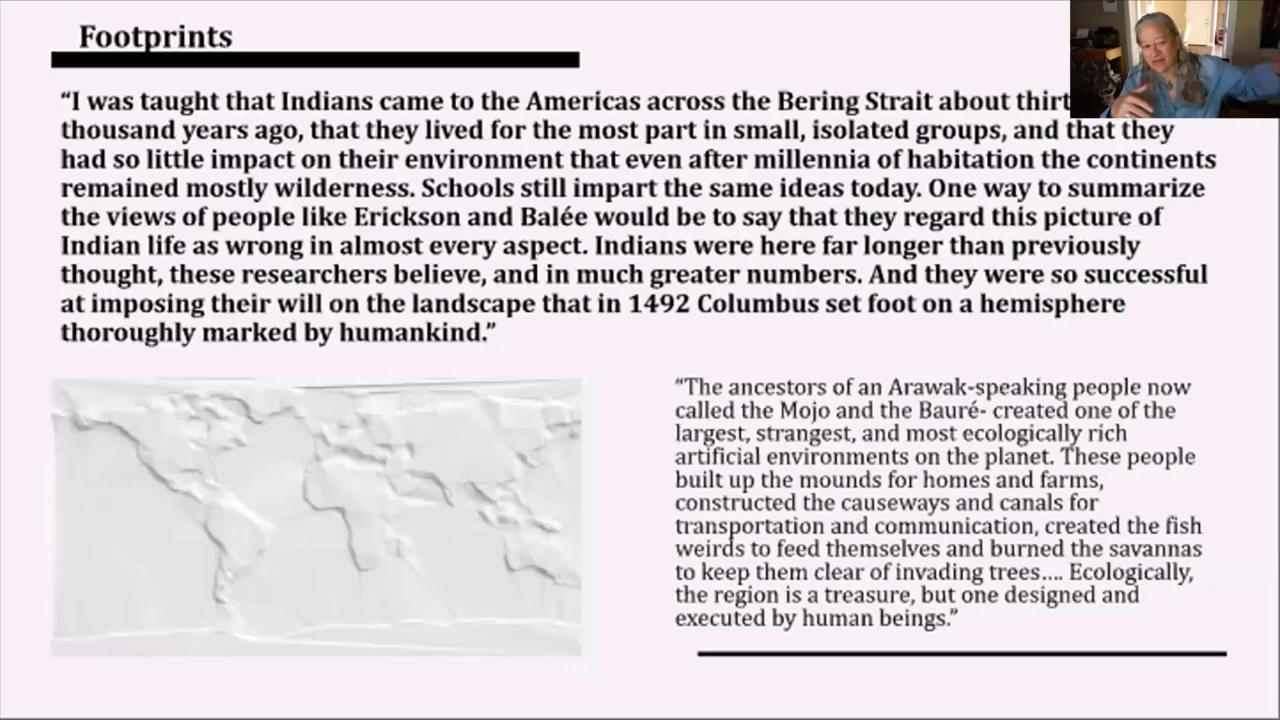 Footprints
“I was taught that Indians came to the Americas across the Bering Strait about thirt
thousand years ago, that they lived for the most part in small, isolated groups, and that they
had so little impact on their environment that even after millennia of habitation the continents
remained mostly wilderness. Schools still impart the same ideas today. One way to summarize
the views of people like Erickson and Balée would be to say that they regard this picture of
Indian life as wrong in almost every aspect. Indians were here far longer than previously
thought, these researchers believe, and in much greater numbers. And they were so successful
at imposing their will on the landscape that in 1492 Columbus set foot on a hemisphere
thoroughly marked by humankind.”
“The ancestors of an Arawak-speaking people now
called the Mojo and the Bauré- created one of the
largest, strangest, and most ecologically rich
artificial environments on the planet. These people
built up the mounds for homes and farms,
constructed the causeways and canals for
transportation and communication, created the fish
weirds to feed themselves and burned the savannas
to keep them clear of invading trees…. Ecologically,
the region is a treasure, but one designed and
executed by human beings.”